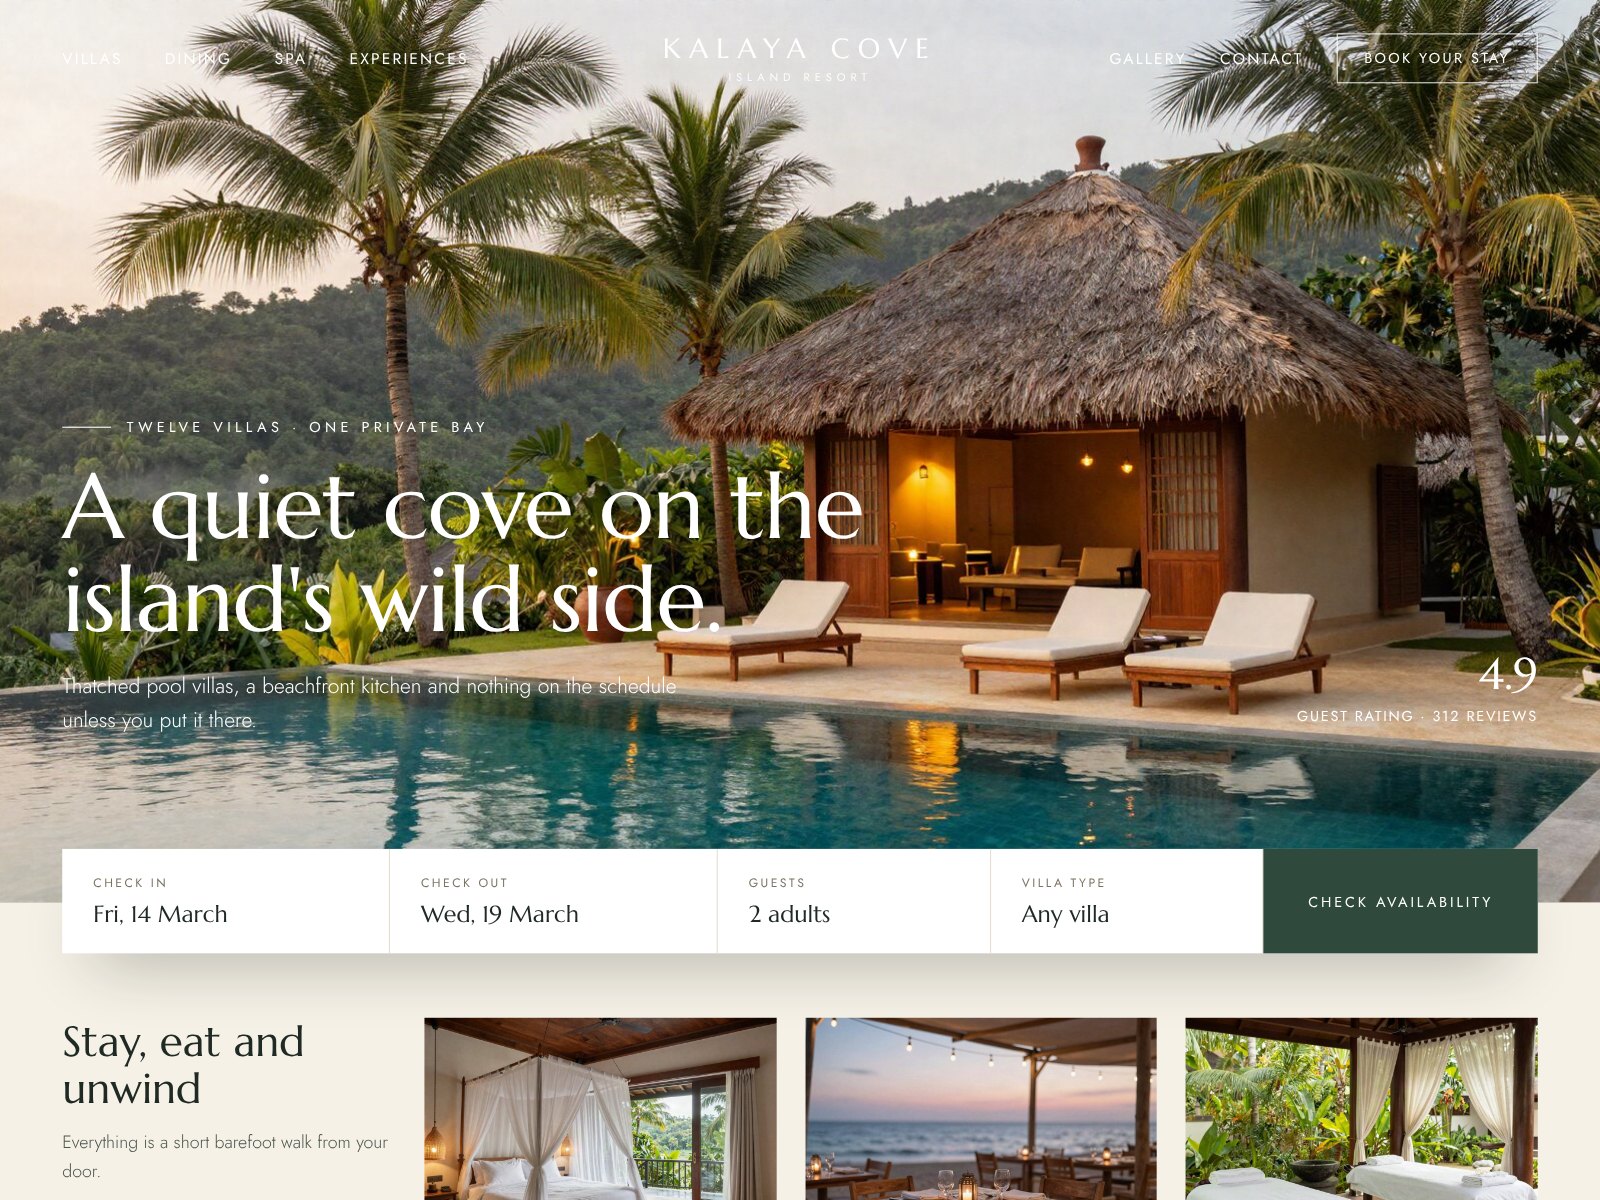 VILLAS
DINING
SPA
EXPERIENCES
KALAYA COVE
ISLAND RESORT
GALLERY
CONTACT
BOOK YOUR STAY
TWELVE VILLAS · ONE PRIVATE BAY
A quiet cove on the
island's wild side.
Thatched pool villas, a beachfront kitchen and nothing on the schedule
unless you put it there.
4.9
GUEST RATING · 312 REVIEWS
CHECK IN
Fri, 14 March
CHECK OUT
Wed, 19 March
GUESTS
2 adults
VILLA TYPE
Any villa
CHECK AVAILABILITY
Stay, eat and
unwind
Everything is a short barefoot walk from your
door.